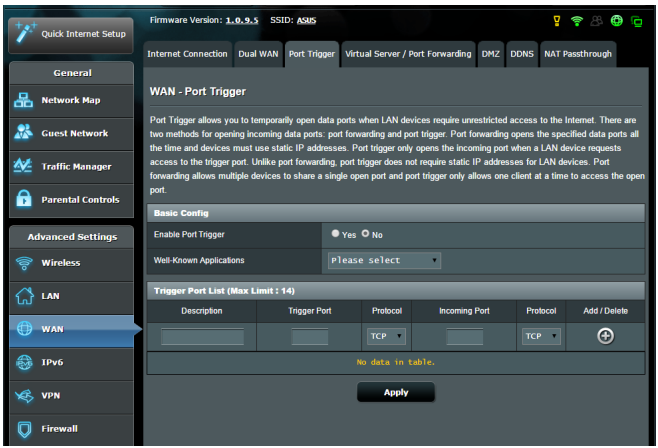 Firmware Version: 1.0.9.5 SSID: ASUS
Quick Internet Setup
General
Network Map
Guest Network
Traffic Manager
Parental Controls
Advanced Settings
Wireless
LAN
WAN
IPv6
VPN
Firewall
Internet Connection Dual WAN Port Trigger Virtual Server / Port Forwarding DMZ DDNS NAT Passthrough
WAN - Port Trigger
Port Trigger allows you to temporarily open data ports when LAN devices require unrestricted access to the Internet. There are
two methods for opening incoming data ports: port forwarding and port trigger. Port forwarding opens the specified data ports all
the time and devices must use static IP addresses. Port trigger only opens the incoming port when a LAN device requests
access to the trigger port. Unlike port forwarding, port trigger does not require static IP addresses for LAN devices. Port
forwarding allows multiple devices to share a single open port and port trigger only allows one client at a time to access the open
port.
Basic Config
Enable Port Trigger Yes No
Well-Known Applications Please select
Trigger Port List (Max Limit : 14)
Description Trigger Port Protocol Incoming Port Protocol Add / Delete
TCP TCP
No data in table.
Apply